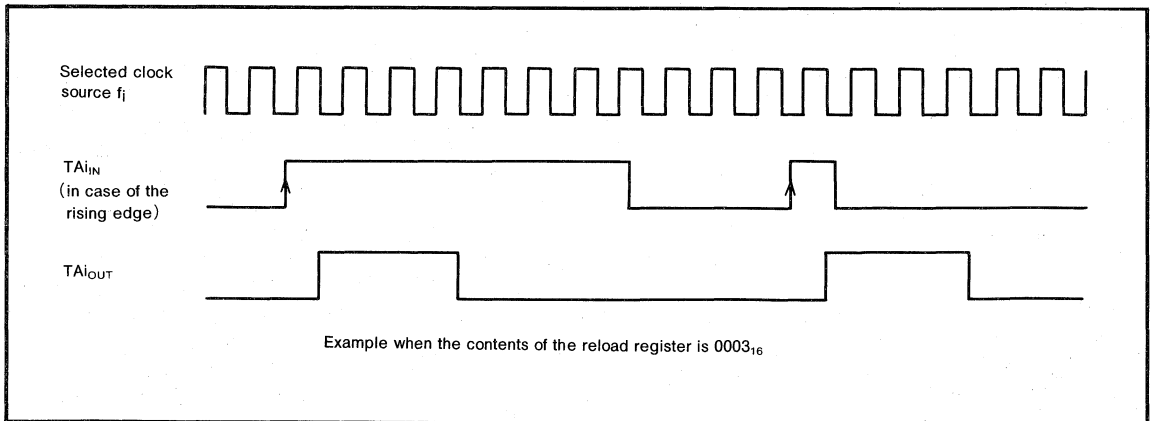 Selected clock
source fi
TAiIN
(in case of the
rising edge)
TAiOUT
Example when the contents of the reload register is 000316